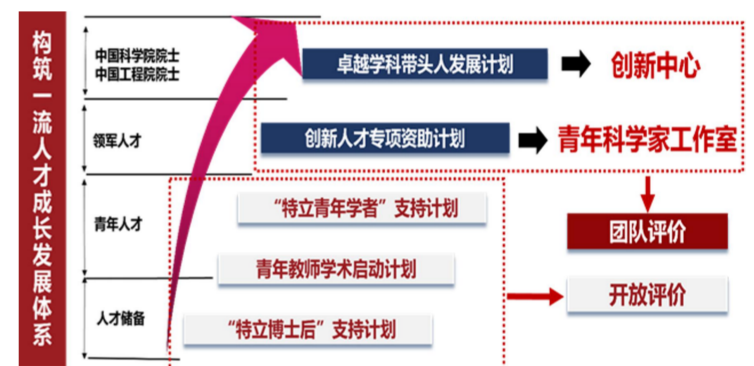 构筑一流人才成长发展体系
中国科学院院士
中国工程院院士
卓越学科带头人发展计划
创新中心
领军人才
创新人才专项资助计划
青年科学家工作室
青年人才
“特立青年学者”支持计划
团队评价
青年教师学术启动计划
开放评价
人才储备
“特立博士后”支持计划